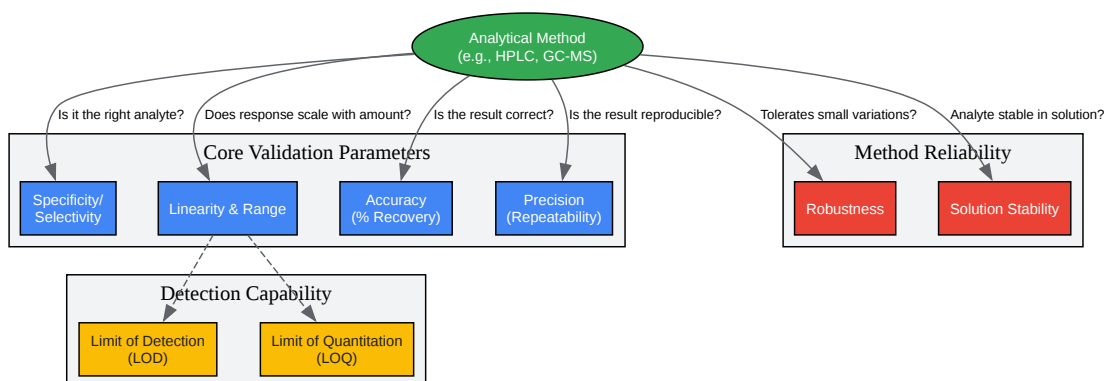 Analytical Method
(e.g., HPLC, GC-MS)
Is it the right analyte?
Does response scale with amount?
Is the result correct?
Is the result reproducible?
Tolerates small variations?
Analyte stable in solution?
Core Validation Parameters
Method Reliability
Specificity/
Selectivity
Linearity & Range
Accuracy
(% Recovery)
Precision
(Repeatability)
Robustness
Solution Stability
Detection Capability
Limit of Detection
(LOD)
Limit of Quantitation
(LOQ)